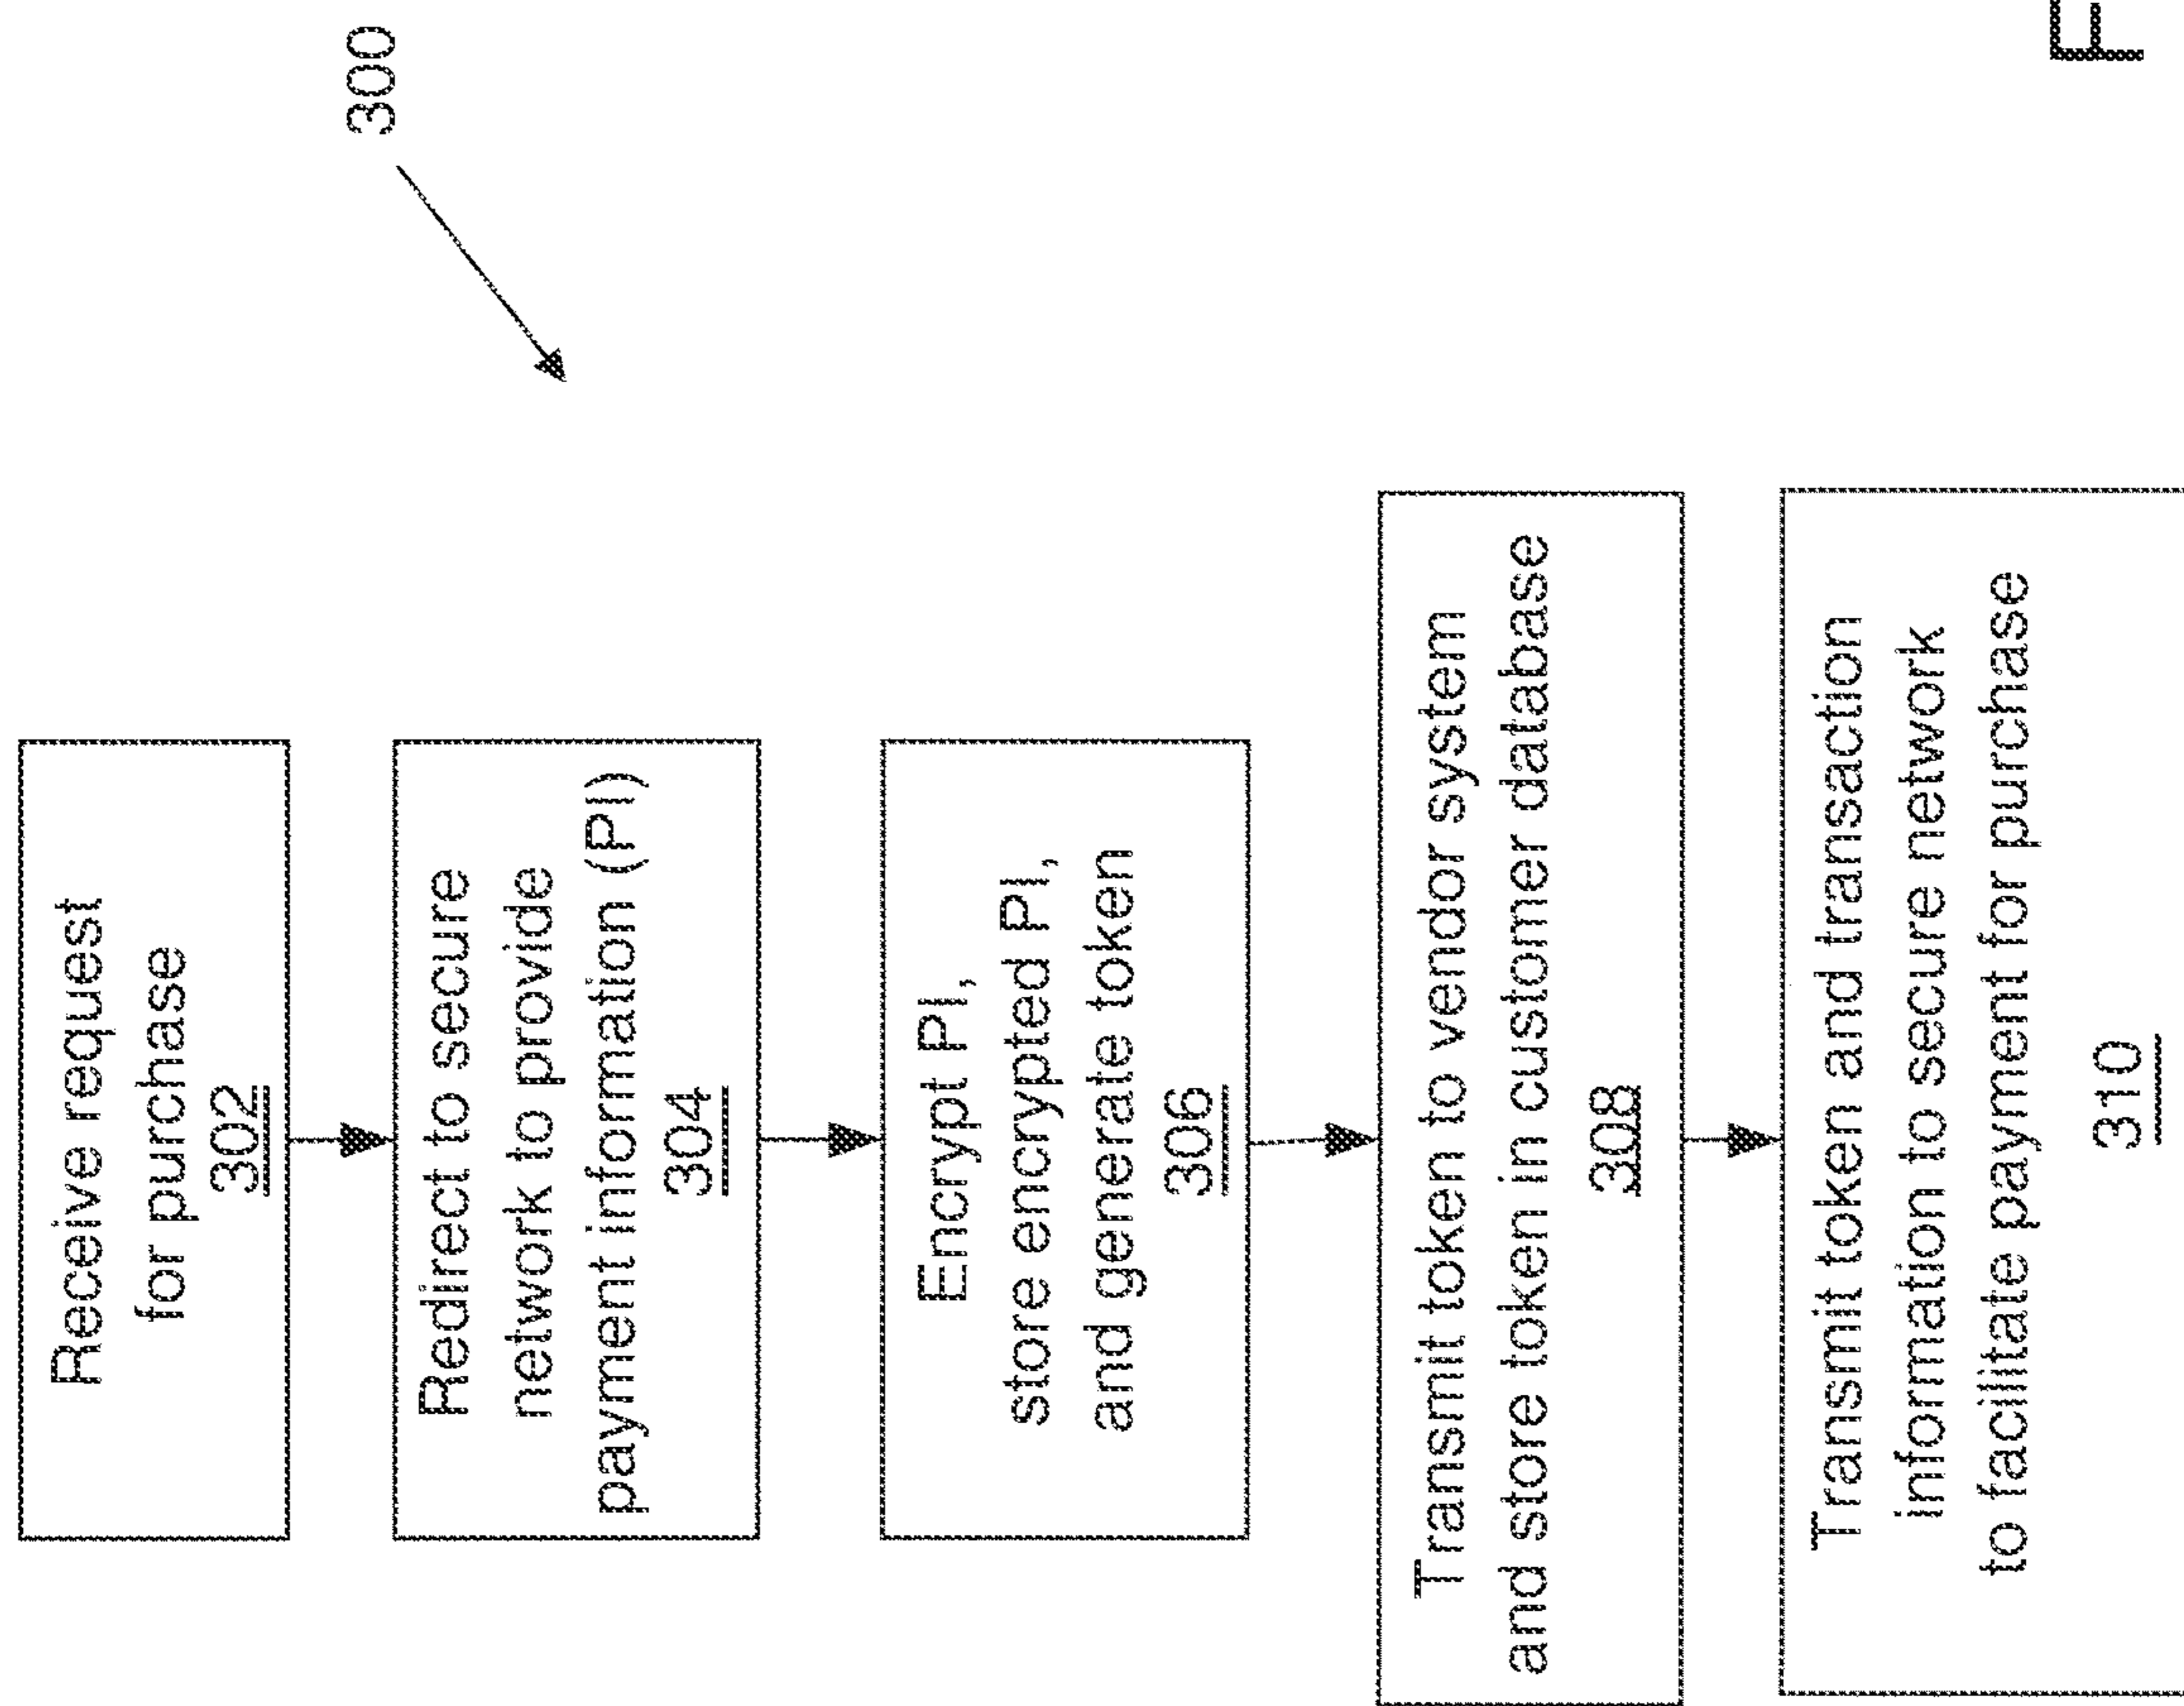 300
Receive request
for purchase
302
Redirect to secure
network to provide
payment information (PI)
304
Encrypt PI,
store encrypted PI,
and generate token
306
Transmit token to vendor system
and store token in customer database
308
Transmit token and transaction
information to secure network
to facilitate payment for purchase
310
F